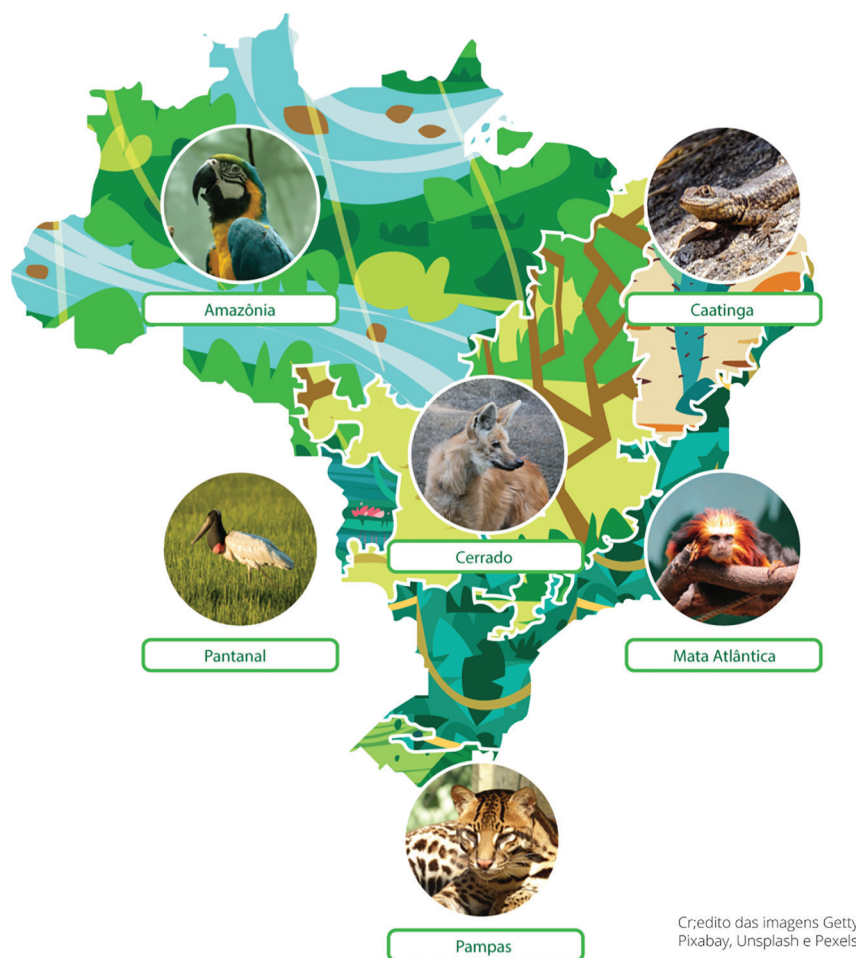 Amazônia
Caatinga
Cerrado
Pantanal
Mata Atlântica
Pampas
Cr;edito das imagens Getty
Pixabay, Unsplash e Pexels